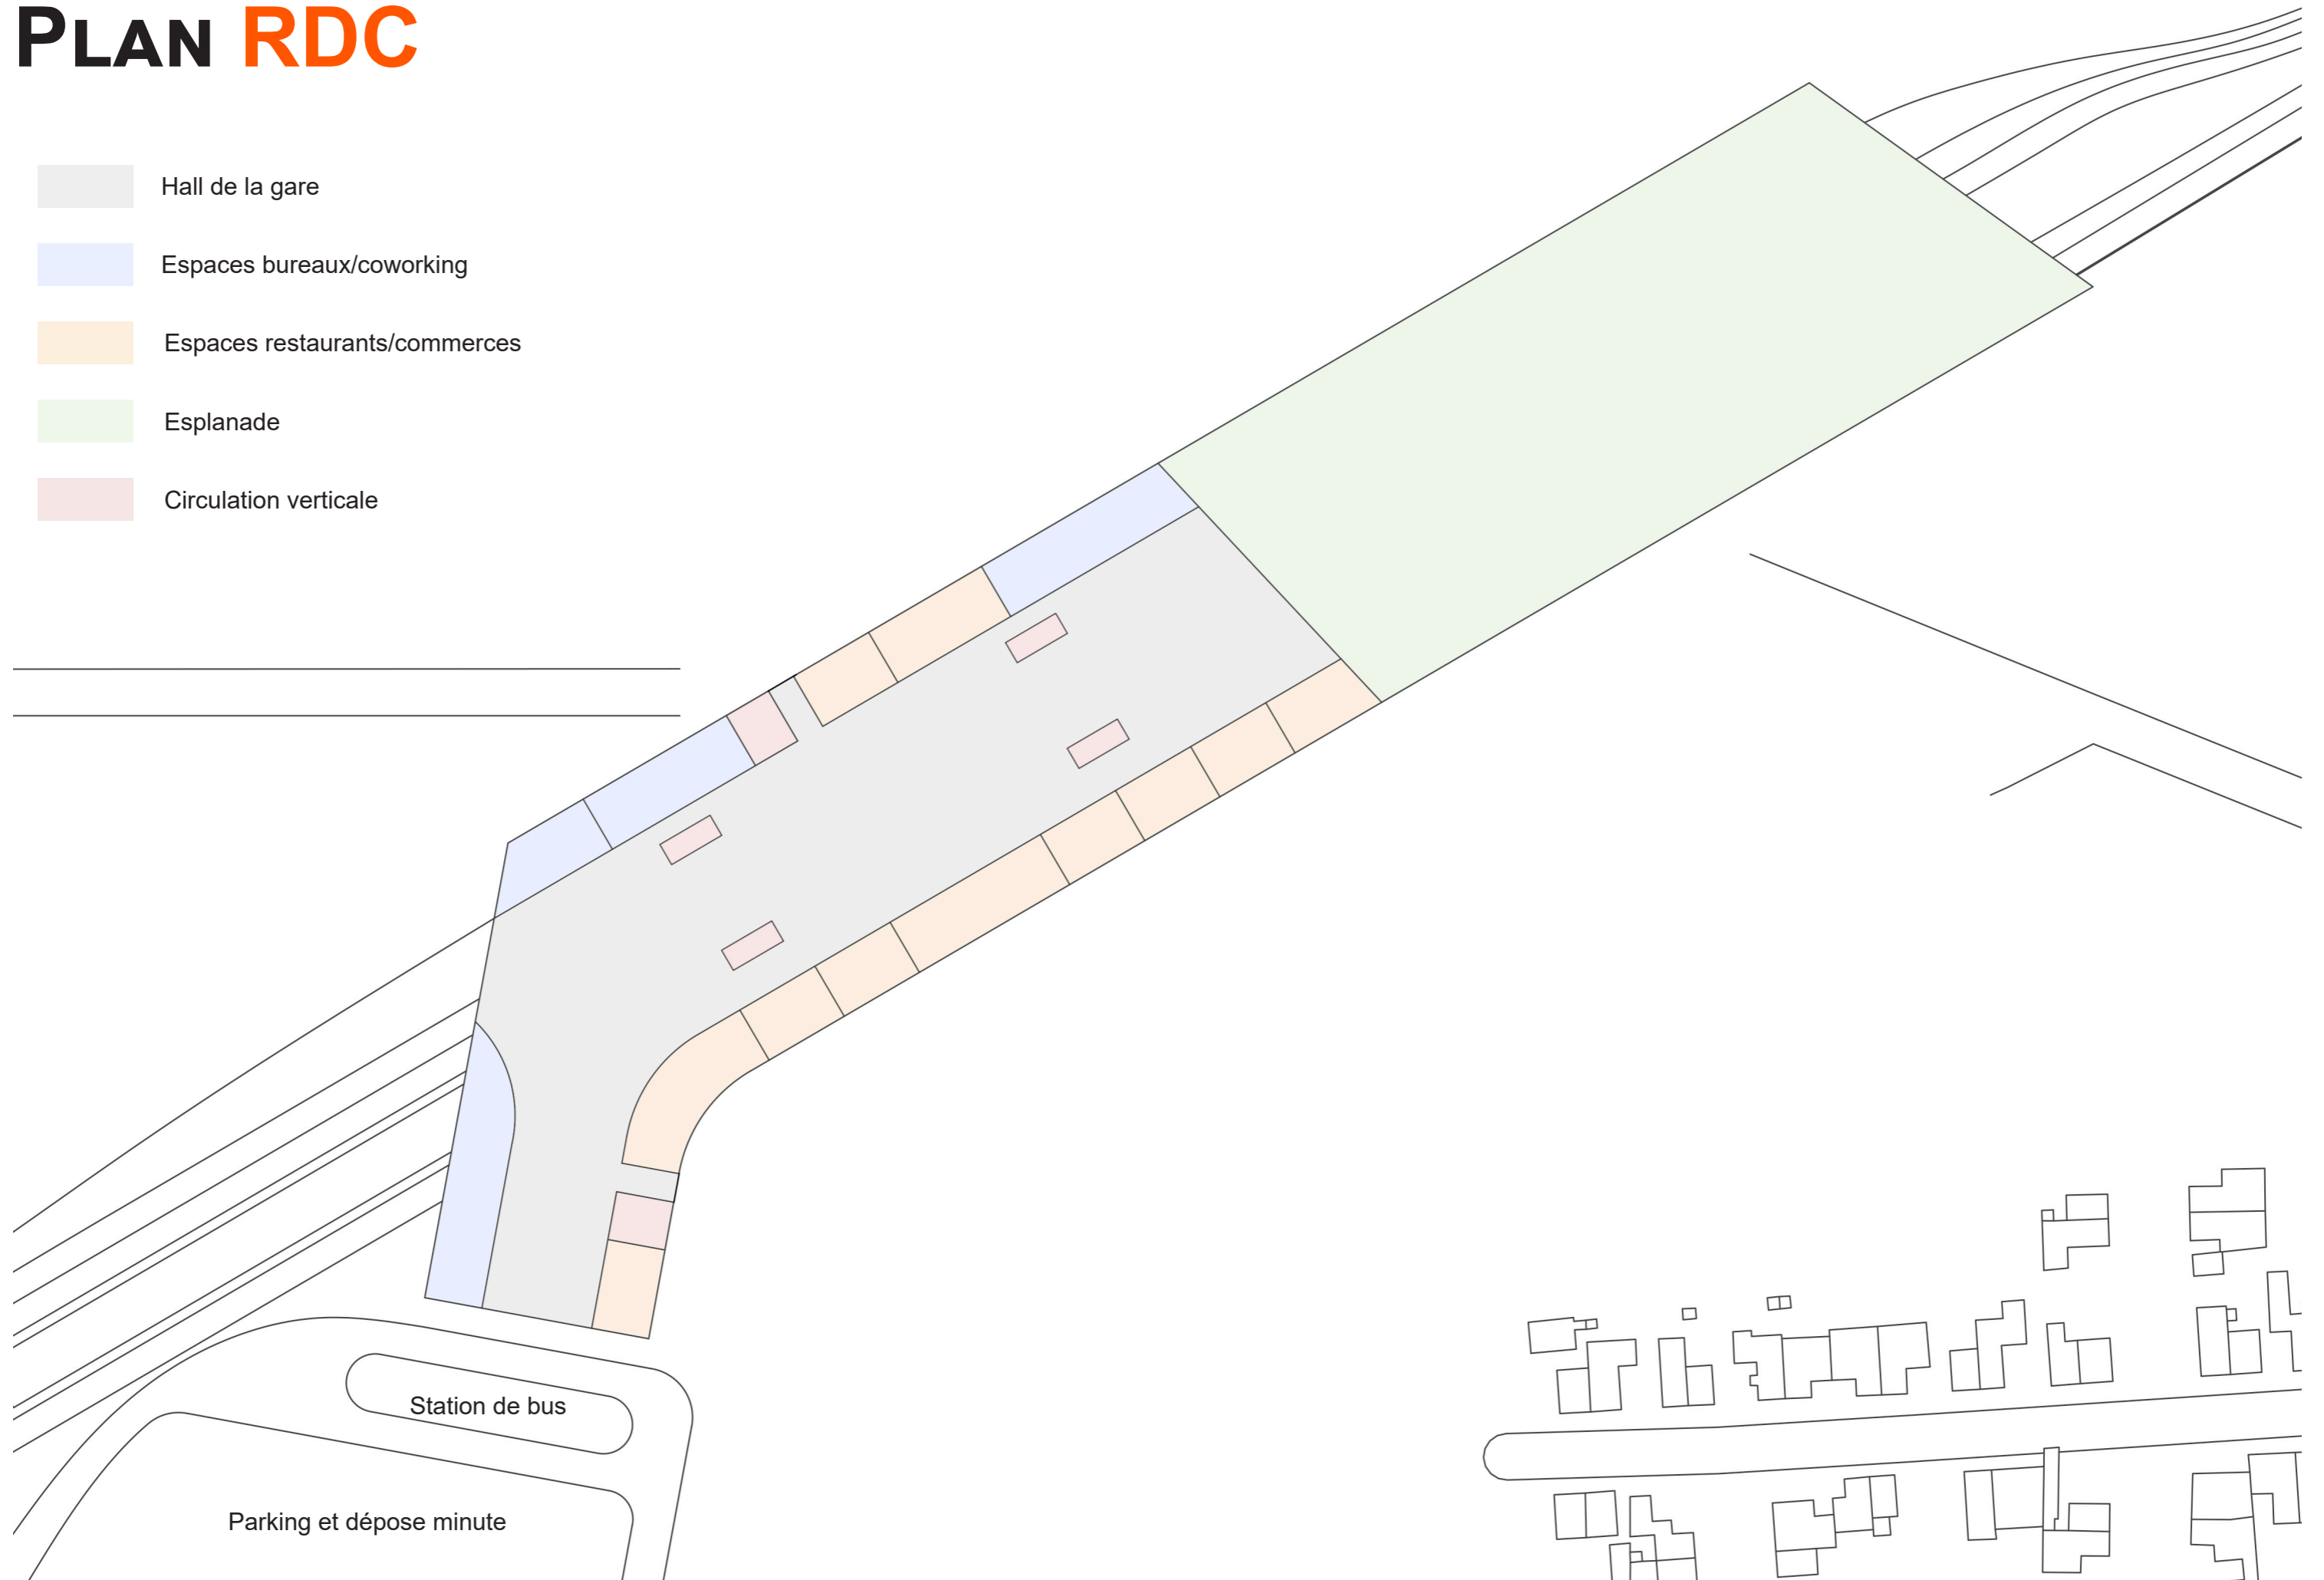 PLAN RDC
Hall de la gare
Espaces bureaux/coworking
Espaces restaurants/commerces
Esplanade
Circulation verticale
Station de bus
Parking et dépose minute